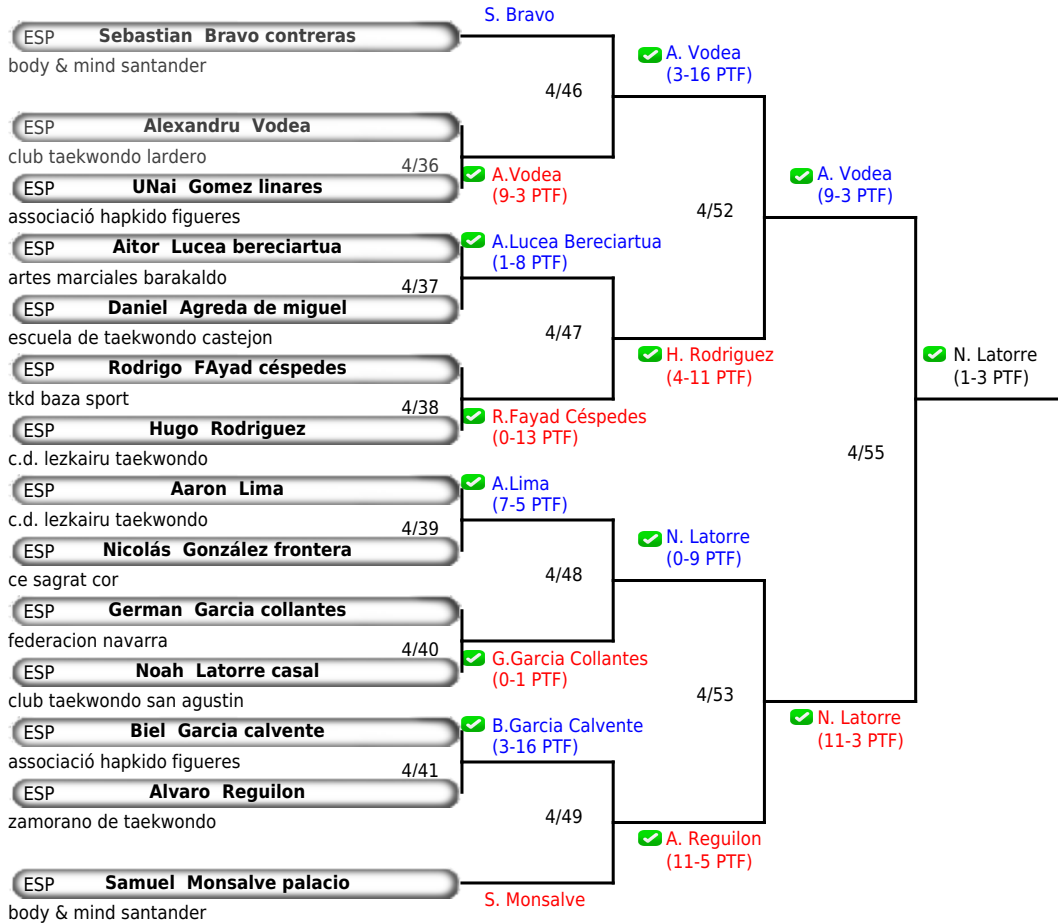 S. Bravo
ESP Sebastian Bravo contreras
body & mind santander
A. Vodea
(3-16 PTF)
4/46
ESP Alexandru Vodea
club taekwondo lardero
4/36
A.Vodea
(9-3 PTF)
ESP UNai Gomez linares
associació hapkido figueres
A. Vodea
(9-3 PTF)
4/52
ESP Aitor Lucea bereciartua
artes marciales barakaldo
A.Lucea Bereciartua
(1-8 PTF)
4/37
ESP Daniel Agreda de miguel
escuela de taekwondo castejon
4/47
ESP Rodrigo FAyad céspedes
tkd baza sport
H. Rodriguez
(4-11 PTF)
N. Latorre
(1-3 PTF)
4/38
R.Fayad Céspedes
(0-13 PTF)
ESP Hugo Rodriguez
c.d. lezkairu taekwondo
4/55
ESP Aaron Lima
c.d. lezkairu taekwondo
A.Lima
(7-5 PTF)
4/39
ESP Nicolás González frontera
ce sagrat cor
N. Latorre
(0-9 PTF)
4/48
ESP German Garcia collantes
federacion navarra
4/40
G.Garcia Collantes
(0-1 PTF)
ESP Noah Latorre casal
club taekwondo san agustin
4/53
N. Latorre
(11-3 PTF)
ESP Biel Garcia calvente
associació hapkido figueres
B.Garcia Calvente
(3-16 PTF)
4/41
ESP Alvaro Reguilon
zamorano de taekwondo
4/49
A. Reguilon
(11-5 PTF)
ESP Samuel Monsalve palacio
body & mind santander
S. Monsalve